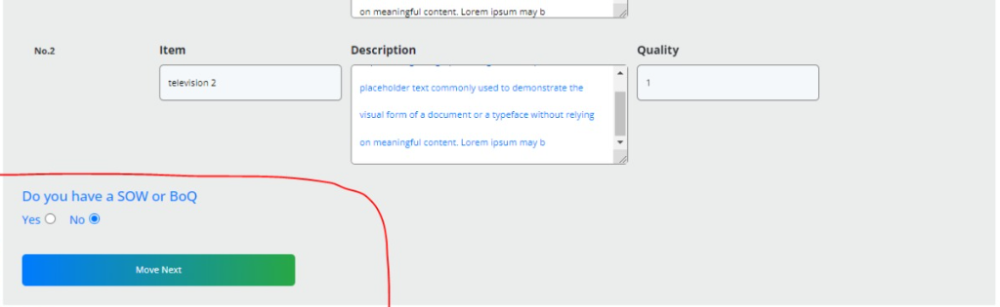 on meaningful content. Lorem ipsum may b
No.2 Item Description Quality
television 2
placeholder text commonly used to demonstrate the
visual form of a document or a typeface without relying
on meaningful content. Lorem ipsum may b
1
Do you have a SOW or BoQ
Yes No
Move Next